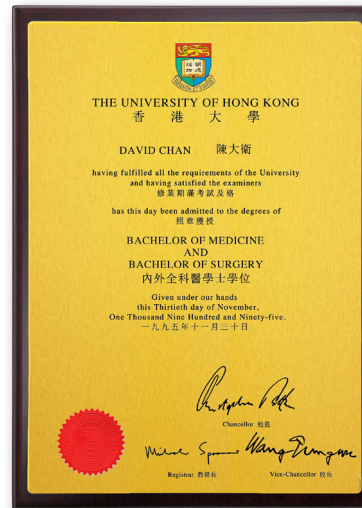 THE UNIVERSITY OF HONG KONG
香港大學
DAVID CHAN 陳大衛
having fulfilled all the requirements of the University
and having satisfied the examiners
修業期滿考試及格
has this day been admitted to the degrees of
照章獲授
BACHELOR OF MEDICINE
AND
BACHELOR OF SURGERY
內外全科醫學士學位
Given under our hands
this Thirtieth day of November,
One Thousand Nine Hundred and Ninety-five.
一九九五年十一月三十日
Chancellor 校監
Registrar 教務長 Vice-Chancellor 校長